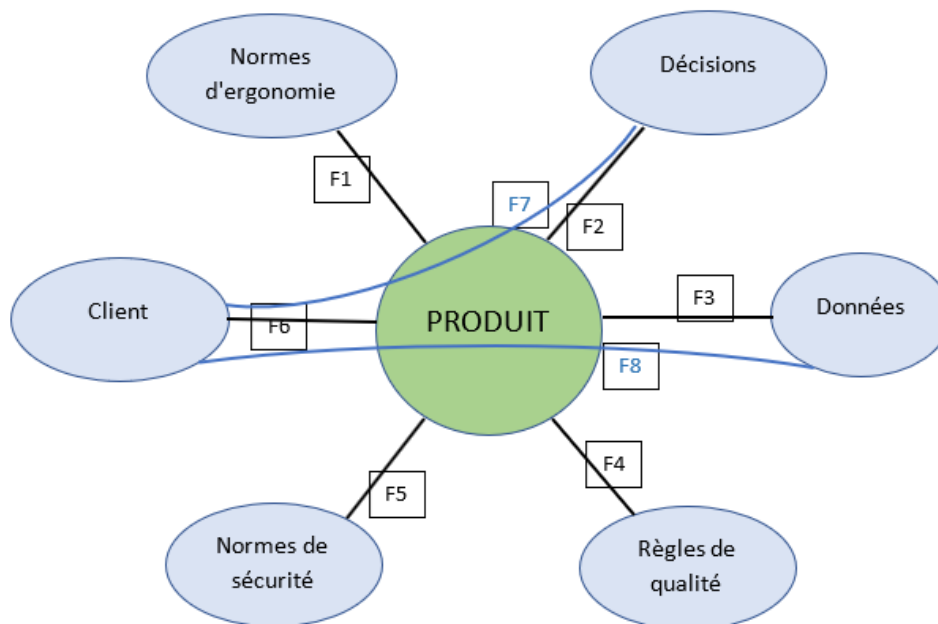 Normes
d'ergonomie
Décisions
F1
F7
F2
Client
F6
PRODUIT
F3
Données
F8
F5
F4
Normes de
sécurité
Règles de
qualité